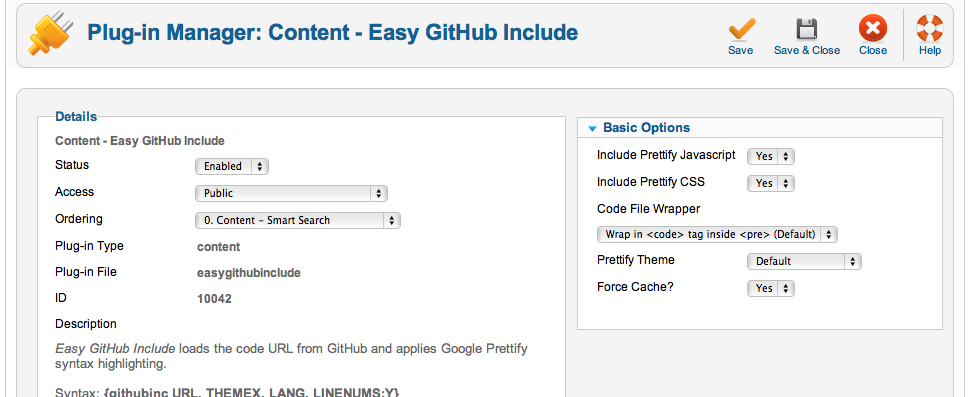 Plug-in Manager: Content - Easy GitHub Include
Save
Save & Close
Close
Help
Details
Content - Easy GitHub Include
Status
Enabled
Access
Public
Ordering
0. Content - Smart Search
Plug-in Type
content
Plug-in File
easygithubinclude
ID
10042
Description
Easy GitHub Include loads the code URL from GitHub and applies Google Prettify
syntax highlighting.
Syntax: {githubinc URL, THEMEX, LANG, LINENUMS:Y}
Basic Options
Include Prettify Javascript
Yes
Include Prettify CSS
Yes
Code File Wrapper
Wrap in <code> tag inside <pre> (Default)
Prettify Theme
Default
Force Cache?
Yes